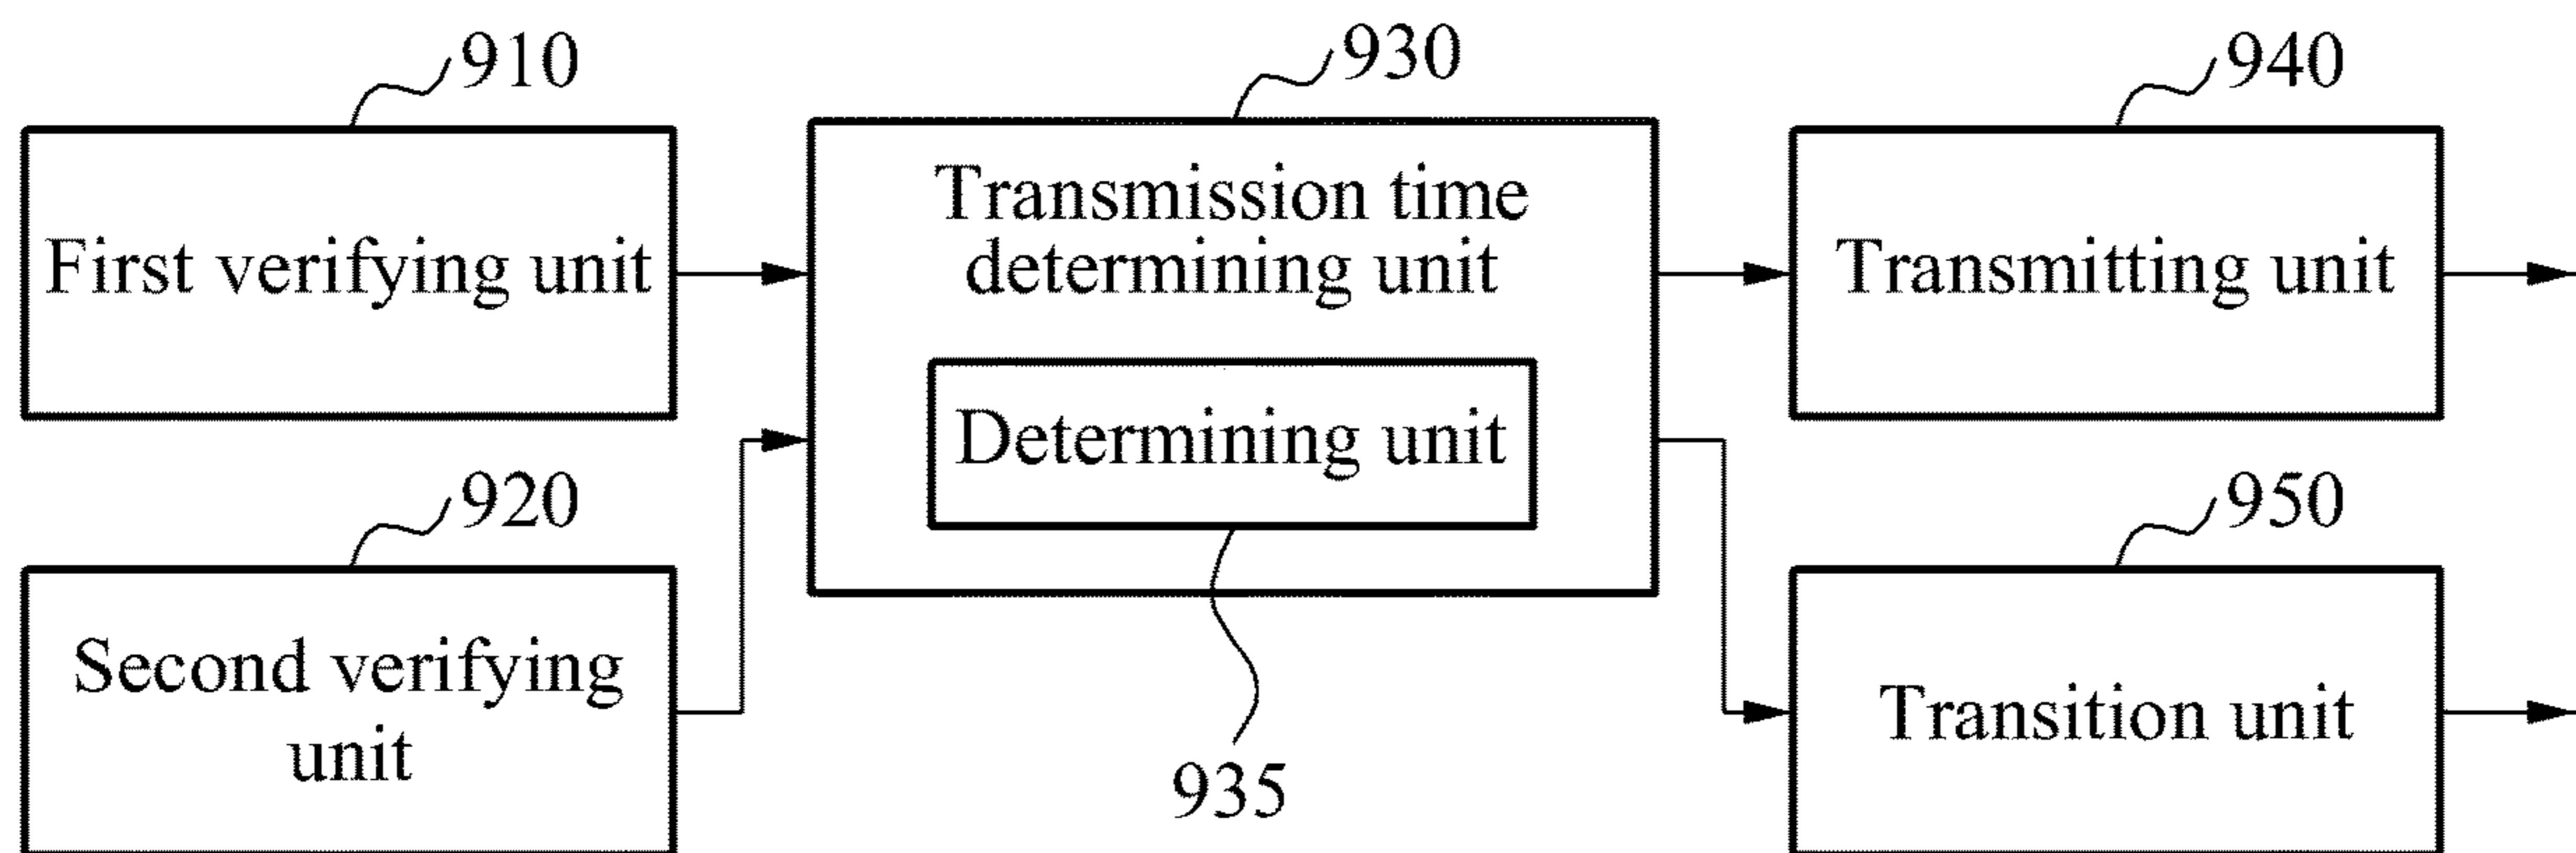 910
First verifying unit
920
Second verifying
unit
930
Transmission time
determining unit
Determining unit
935
940
Transmitting unit
950
Transition unit